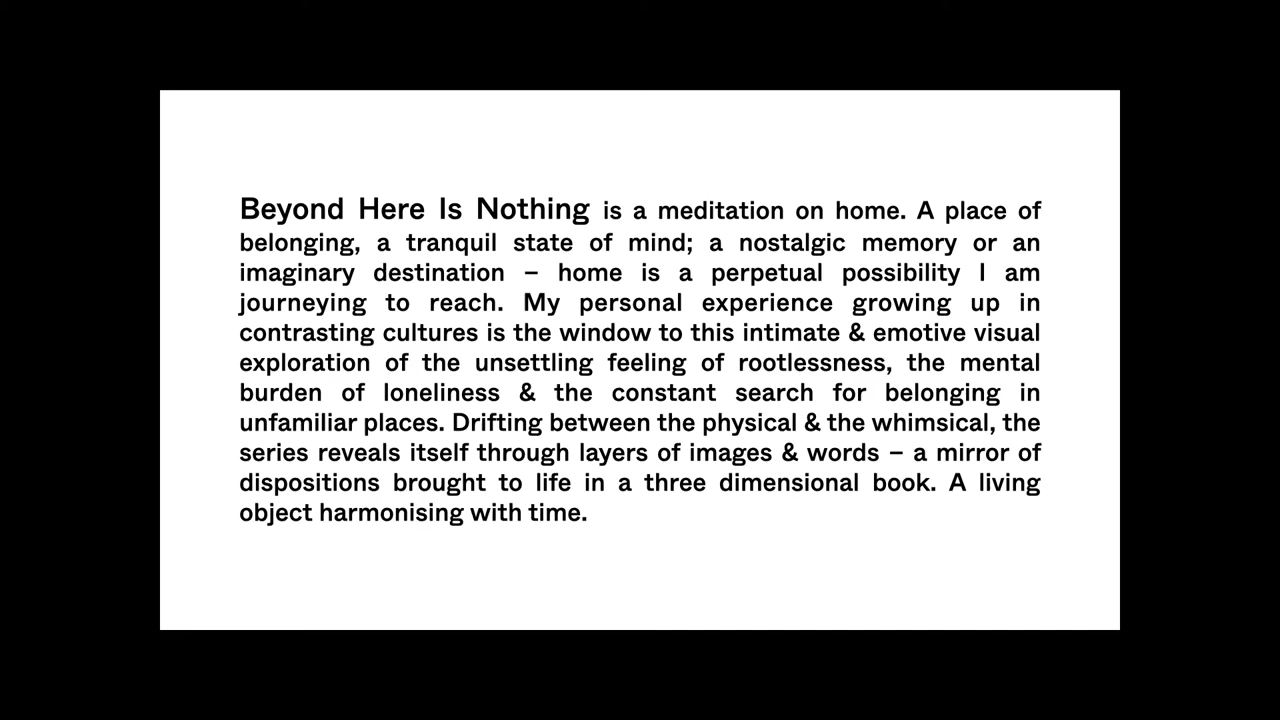 Beyond Here Is Nothing is a meditation on home. A place of
belonging, a tranquil state of mind; a nostalgic memory or an
imaginary destination – home is a perpetual possibility I am
journeying to reach. My personal experience growing up in
contrasting cultures is the window to this intimate & emotive visual
exploration of the unsettling feeling of rootlessness, the mental
burden of loneliness & the constant search for belonging in
unfamiliar places. Drifting between the physical & the whimsical, the
series reveals itself through layers of images & words – a mirror of
dispositions brought to life in a three dimensional book. A living
object harmonising with time.